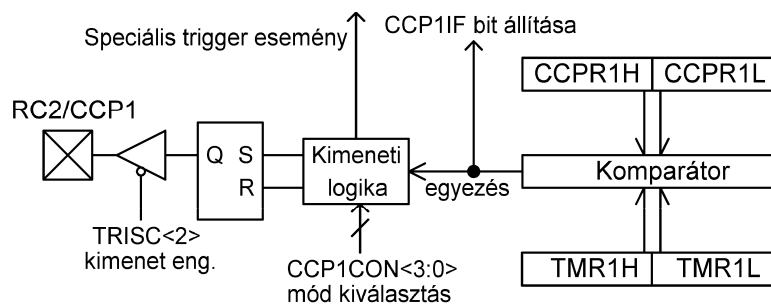 Speciális trigger esemény
CCP1IF bit állítása
CCPR1H CCPR1L
RC2/CCP1
Q S
R
Kimeneti
logika
egyezés
Komparátor
TRISC<2>
kimenet eng.
CCP1CON<3:0>
mód kiválasztás
TMR1H TMR1L